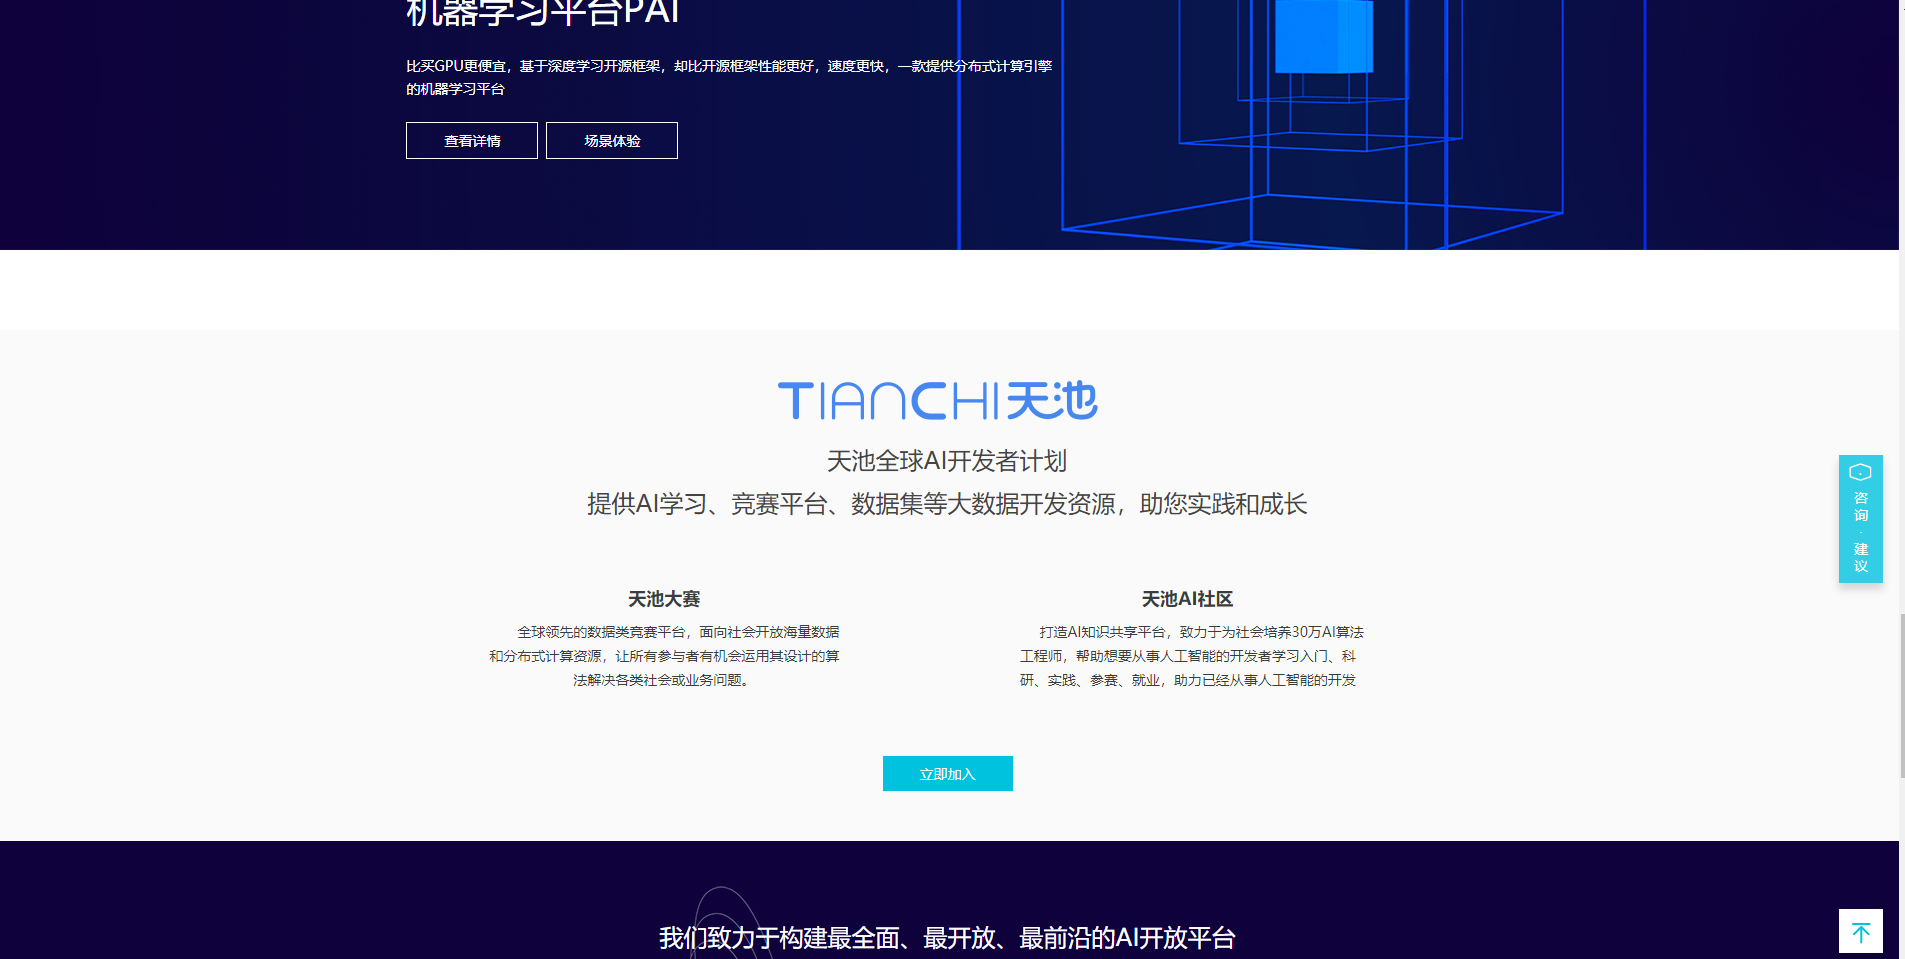 机器学习平台PAI
比买GPU更便宜，基于深度学习开源框架，却比开源框架性能更好，速度更快，一款提供分布式计算引擎
的机器学习平台
查看详情
场景体验
TIANCHI天池
天池全球AI开发者计划
提供AI学习、竞赛平台、数据集等大数据开发资源，助您实践和成长
天池大赛
全球领先的数据类竞赛平台，面向社会开放海量数据
和分布式计算资源，让所有参与者有机会运用其设计的算
法解决各类社会或业务问题。
天池AI社区
打造AI知识共享平台，致力于为社会培养30万AI算法
工程师，帮助想要从事人工智能的开发者学习入门、科
研、实践、参赛、就业，助力已经从事人工智能的开发
立即加入
咨询·建议
我们致力于构建最全面、最开放、最前沿的AI开放平台